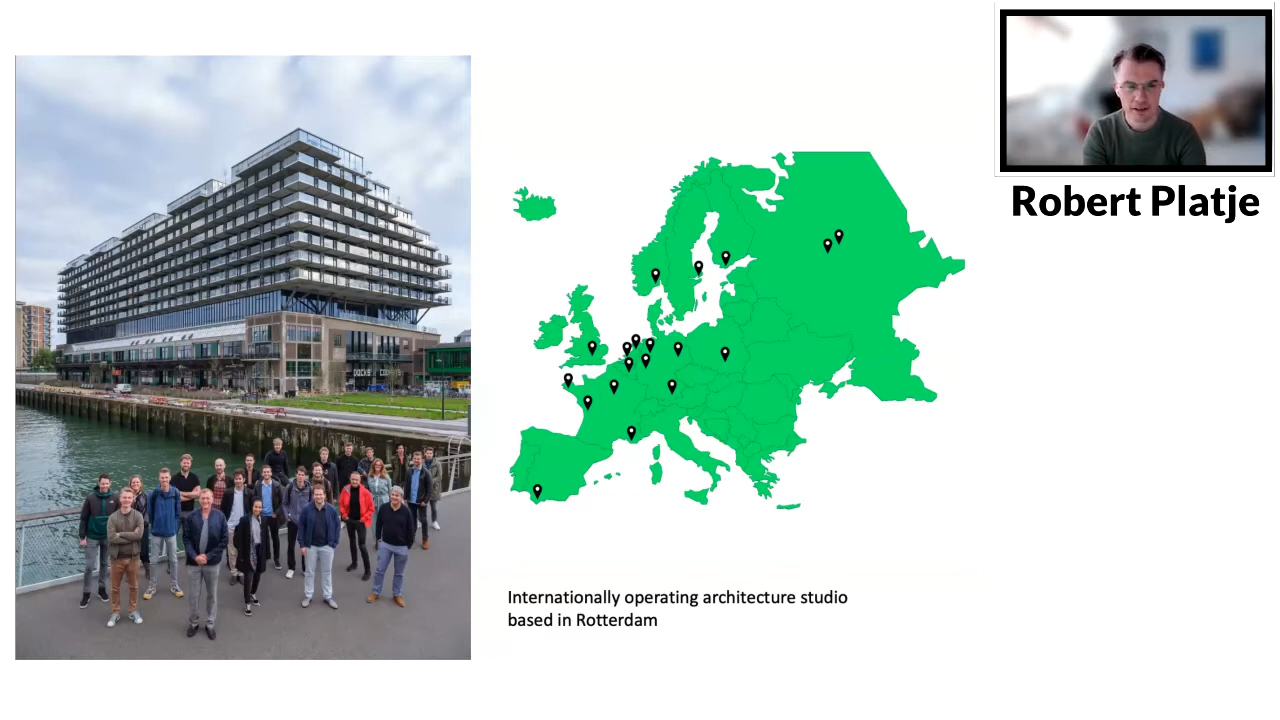 Robert Platje
Internationally operating architecture studio
based in Rotterdam